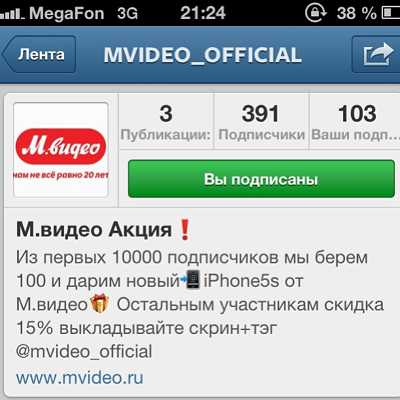 MegaFon 3G 21:24 38 %
Лента MVIDEO_OFFICIAL
3 391 103
Публикации: Подписчики Ваши подп...
М.видео
нам не всё равно 20 лет
Вы подписаны
М.видео Акция❗
Из первых 10000 подписчиков мы берем
100 и дарим новый📲iPhone5s от
М.видео🎁 Остальным участникам скидка
15% выкладывайте скрин+тэг
@mvideo_official
www.mvideo.ru